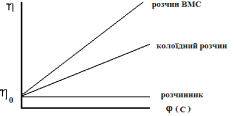 η
розчин ВМС
колоїдний розчин
η0
розчинник
φ (c)